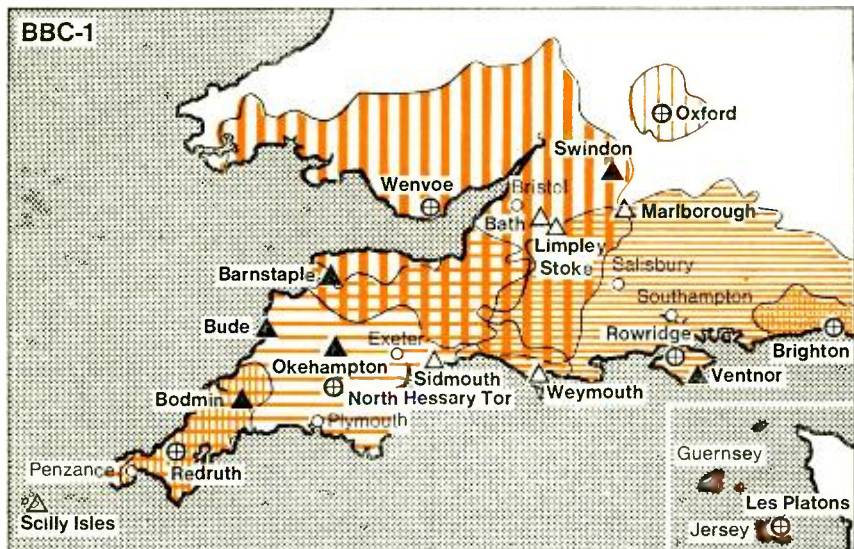 BBC-1
Oxford
Swindon
Wenvoe
Bristol
Bath
Marlborough
Limpley
Stoke
Barnstaple
Salisbury
Southampton
Bude
Exeter
Rowridge
Okehampton
Sidmouth
Brighton
Bodmin
North Hessary Tor
Weymouth
Ventnor
Plymouth
Guernsey
Penzance
Redruth
Les Platons
Scilly Isles
Jersey